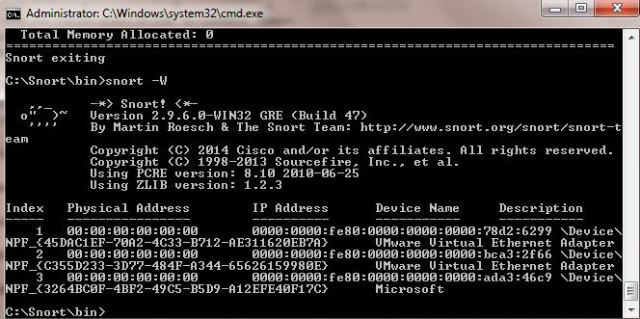 Administrator: C:\Windows\system32\cmd.exe
Total Memory Allocated: 0
===============================================================================
Snort exiting
C:\Snort\bin>snort -W
,,_     -*> Snort! <*-
o"  )~   Version 2.9.6.0-WIN32 GRE (Build 47)
''''    By Martin Roesch & The Snort Team: http://www.snort.org/snort/snort-t
eam
Copyright (C) 2014 Cisco and/or its affiliates. All rights reserved.
Copyright (C) 1998-2013 Sourcefire, Inc., et al.
Using PCRE version: 8.10 2010-06-25
Using ZLIB version: 1.2.3
Index   Physical Address        IP Address      Device Name     Description
-----   ----------------        ----------      -----------     -----------
1   00:00:00:00:00:00       0000:0000:fe80:0000:0000:0000:78d2:6299 \Device\
NPF_{45DAC1EF-70A2-4C33-B712-AE311620EB7A}      VMware Virtual Ethernet Adapter
2   00:00:00:00:00:00       0000:0000:fe80:0000:0000:0000:bca3:2f66 \Device\
NPF_{C355D233-3D77-484F-A344-65626159980E}      VMware Virtual Ethernet Adapter
3   00:00:00:00:00:00       0000:0000:fe80:0000:0000:0000:ada3:46c9 \Device\
NPF_{3264BC0F-4BF2-49C5-B5D9-A12EFE40F17C}      Microsoft
C:\Snort\bin>